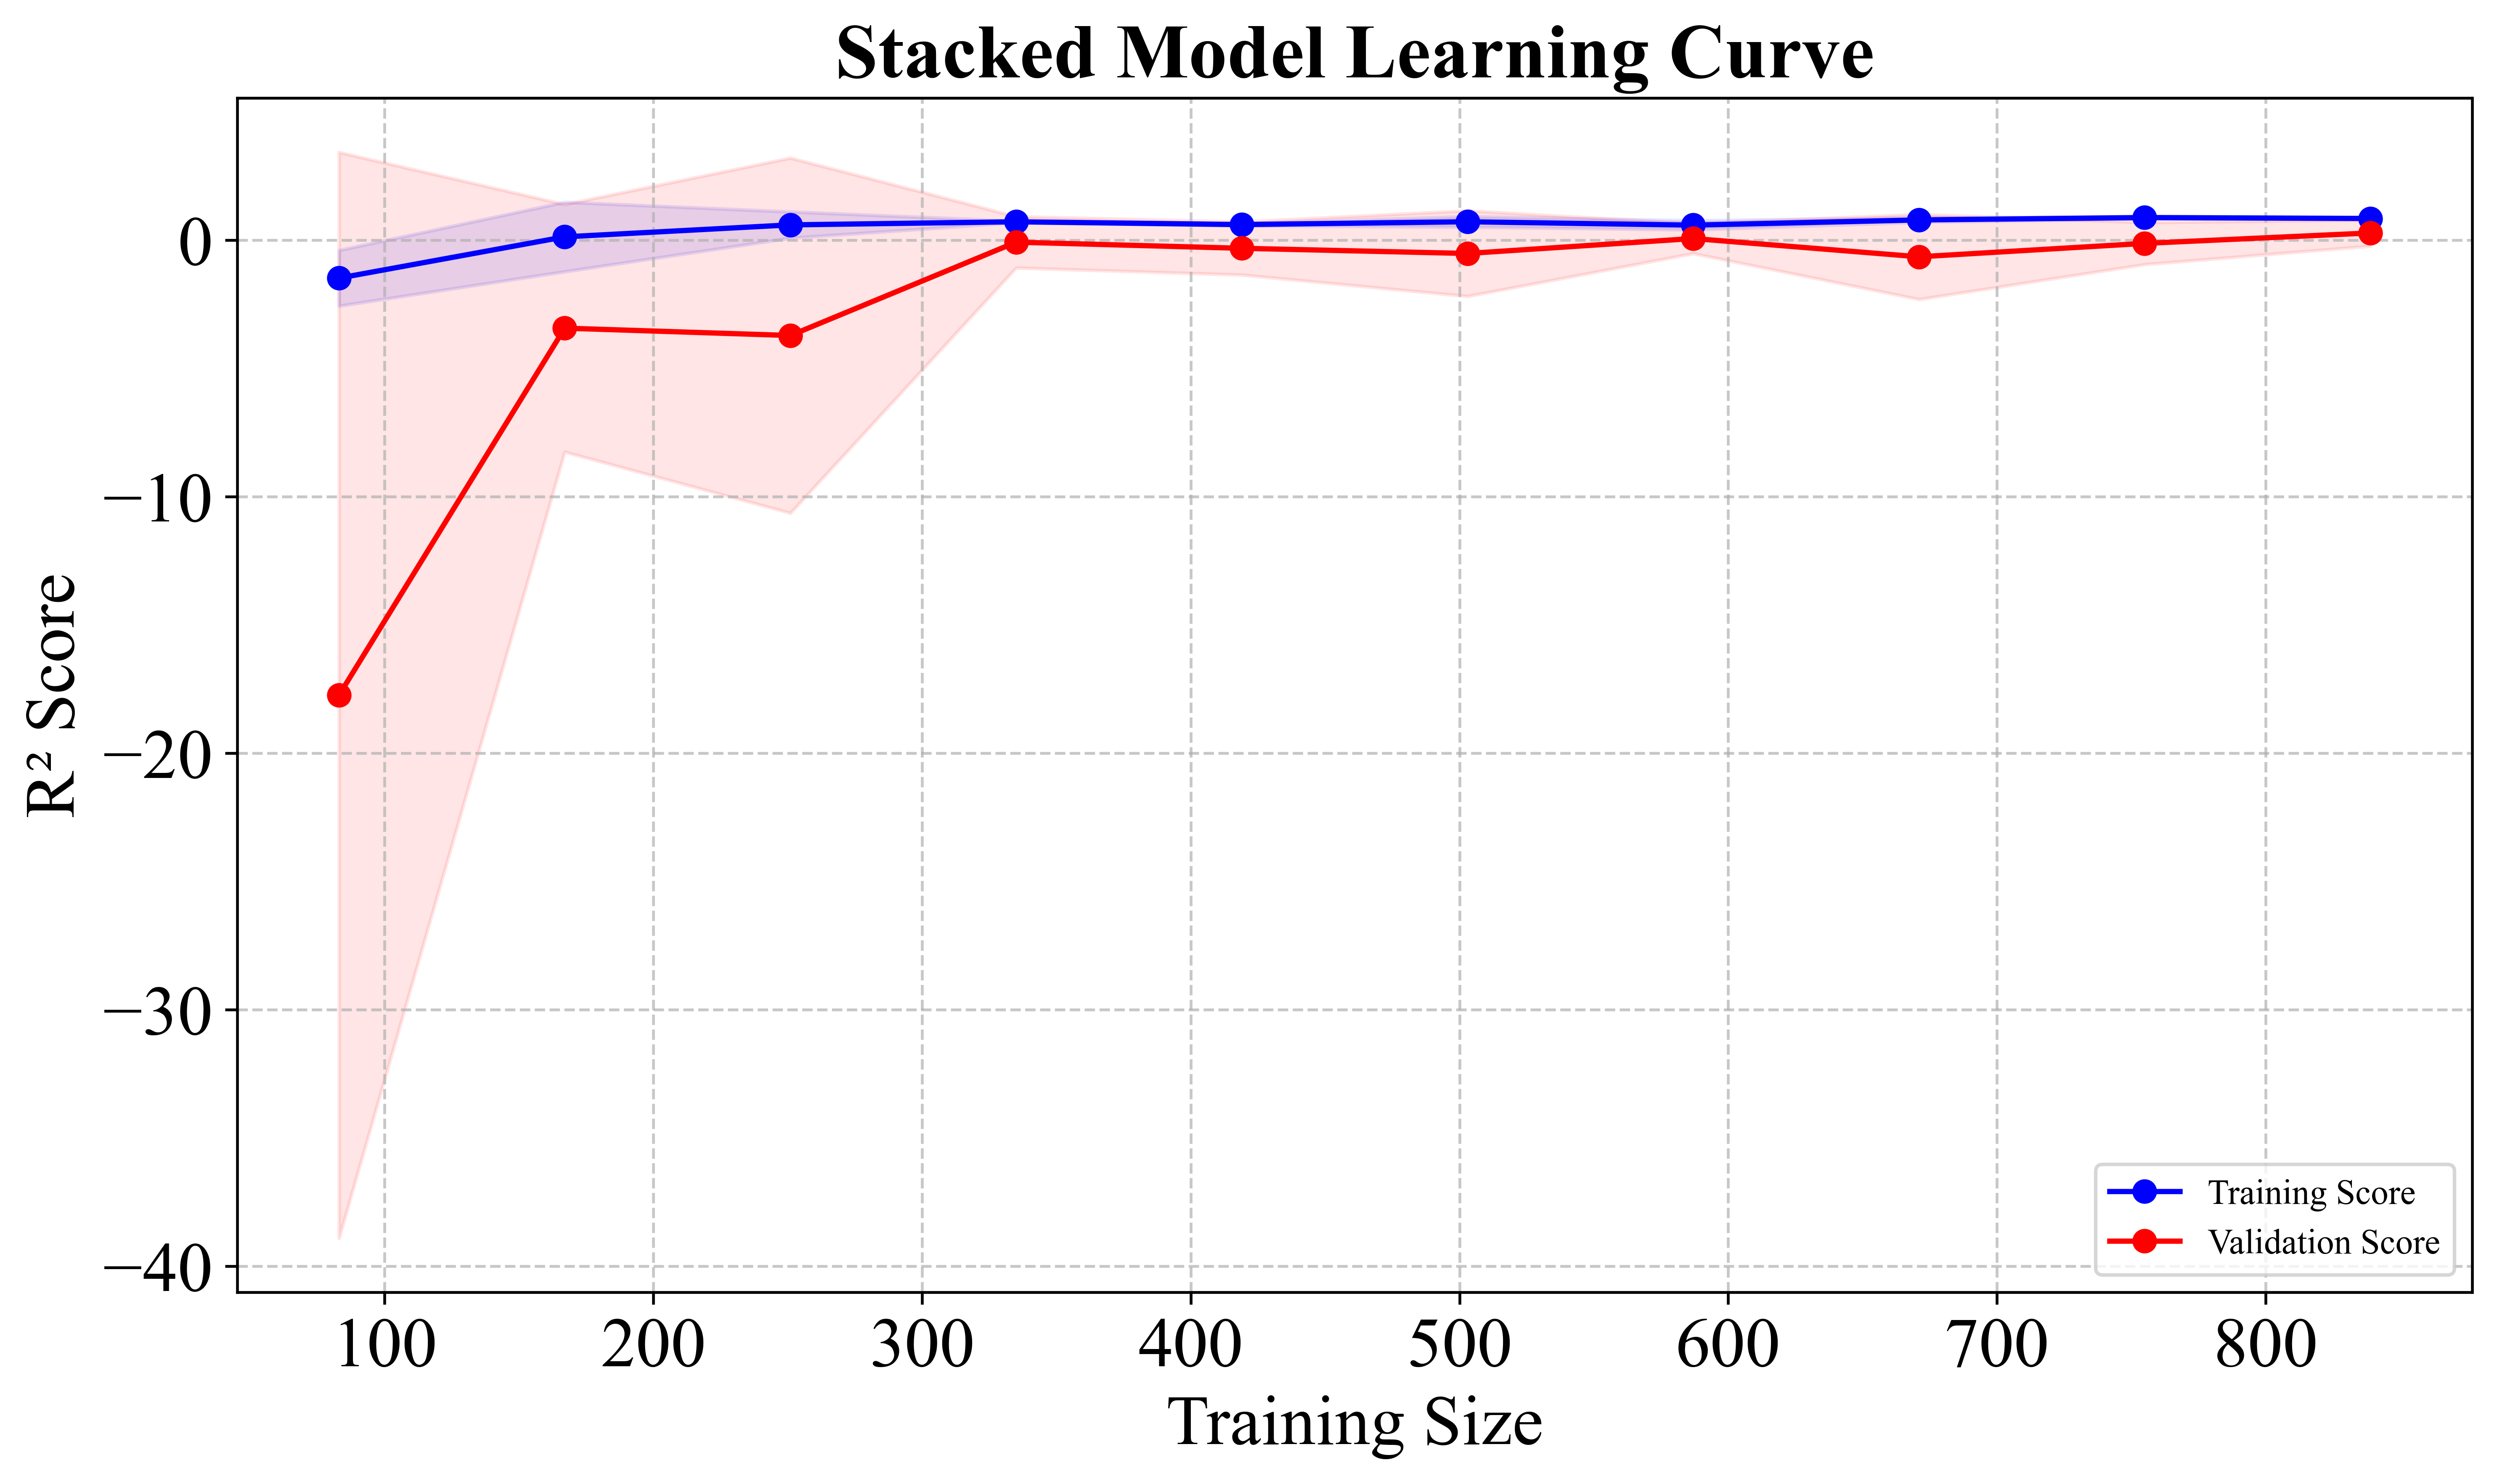 Stacked Model Learning Curve
R² Score
0
−10
−20
−30
−40
100 200 300 400 500 600 700 800
Training Size
Training Score
Validation Score